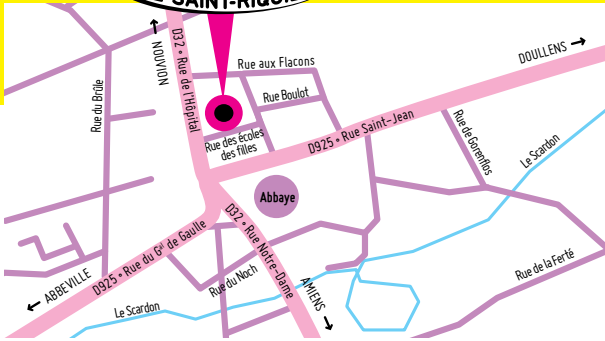 SAINT-RIQUI
NOUVION
D32 • Rue de l'Hôpital
Rue aux Flacons
DOULLENS
Rue du Brûle
Rue Boulot
Rue des écoles
des filles
D925 • Rue Saint-Jean
Rue de Gorenflos
Le Scardon
Abbaye
D925 • Rue du Gal de Gaulle
D32 • Rue Notre-Dame
ABBEVILLE
Rue du Noch
AMIENS
Rue de la Ferté
Le Scardon